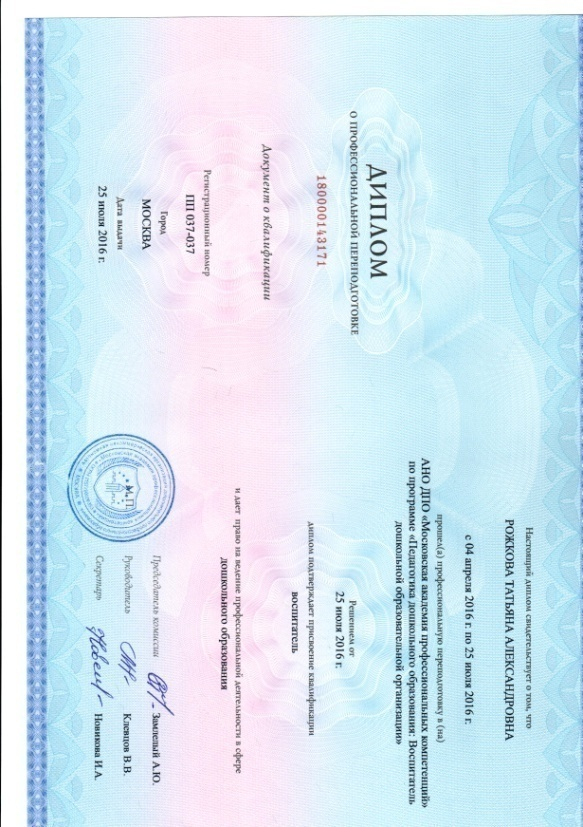 ДИПЛОМ
О ПРОФЕССИОНАЛЬНОЙ ПЕРЕПОДГОТОВКЕ
180000143171
Документ о квалификации
Регистрационный номер
ПП 037-037
Город
МОСКВА
Дата выдачи
25 июля 2016 г.
Настоящий диплом свидетельствует о том, что
РОЖКОВА ТАТЬЯНА АЛЕКСАНДРОВНА
с 04 апреля 2016 г. по 25 июля 2016 г.
прошел(а) профессиональную переподготовку в (на)
АНО ДПО «Московская академия профессиональных компетенций»
по программе «Педагогика дошкольного образования: Воспитатель
дошкольной образовательной организации»
Решением от
25 июля 2016 г.
диплом подтверждает присвоение квалификации
воспитатель
и дает право на ведение профессиональной деятельности в сфере
дошкольного образования
Председатель комиссии
Руководитель Клевцов В.В.
Секретарь Новикова И.А.